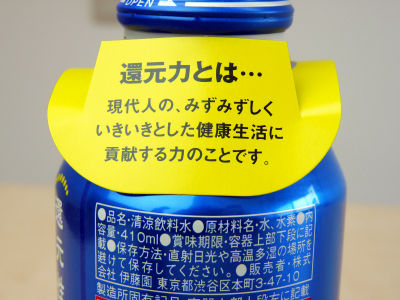 OPEN
還元力とは…
現代人の、みずみずしく
いきいきとした健康生活に
貢献する力のことです。
●品名・清涼飲料水●原材料名・水、水素●内
容量・410ml●賞味期限・容器上部下段に記
載●保存方法・直射日光や高温多湿の場所を
避けて保存してください。●販売者・株式
会社 伊藤園 東京都渋谷区本町3-47-10